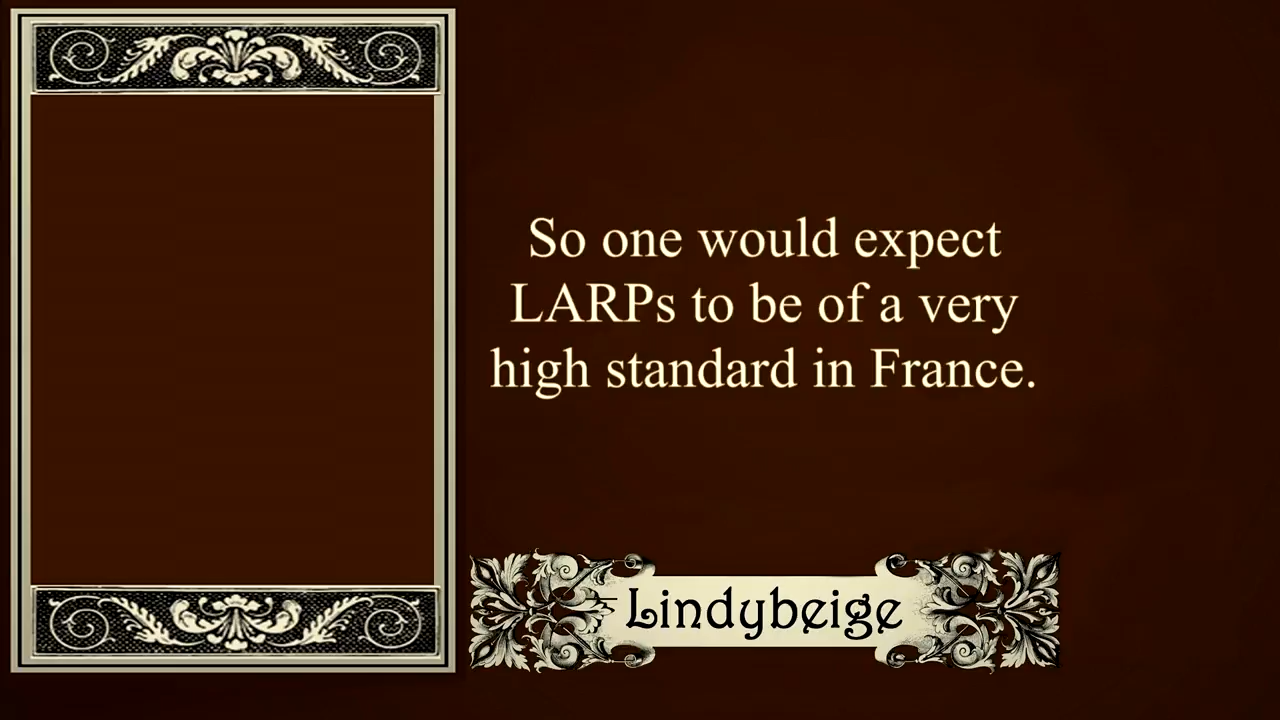 So one would expect
LARPs to be of a very
high standard in France.
Lindybeige